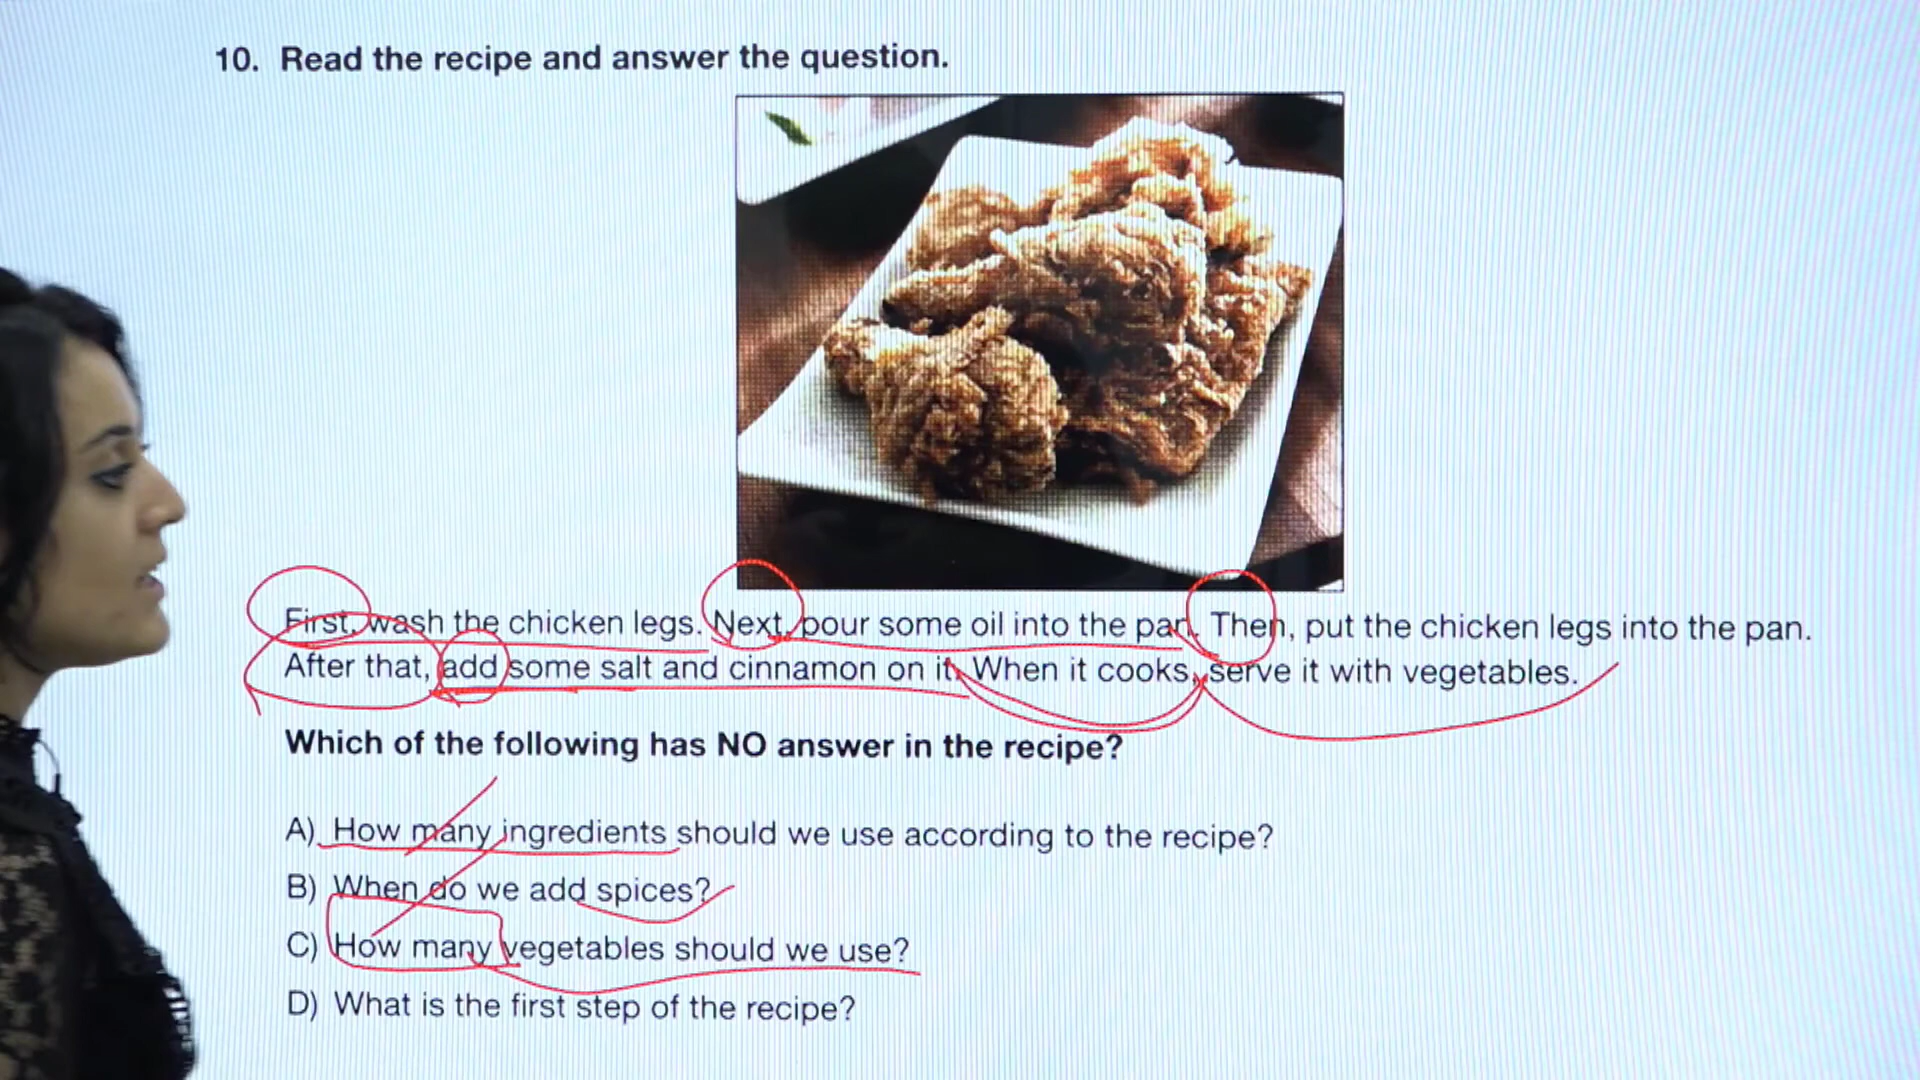 10. Read the recipe and answer the question.
First, wash the chicken legs. Next, pour some oil into the pan. Then, put the chicken legs into the pan.
After that, add some salt and cinnamon on it. When it cooks, serve it with vegetables.
Which of the following has NO answer in the recipe?
A) How many ingredients should we use according to the recipe?
B) When do we add spices?
C) How many vegetables should we use?
D) What is the first step of the recipe?